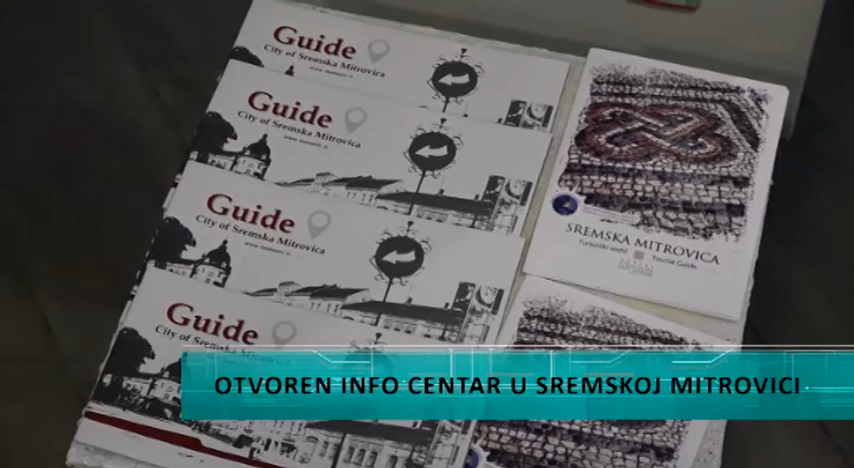 Guide
City of Sremska Mitrovica
Guide
City of Sremska Mitrovica
Guide
City of Sremska Mitrovica
Guide
City of Sremska Mitrovica
SREMSKA MITROVICA
Turistički vodič
Tourist Guide
OTVOREN INFO CENTAR U SREMSKOJ MITROVICI